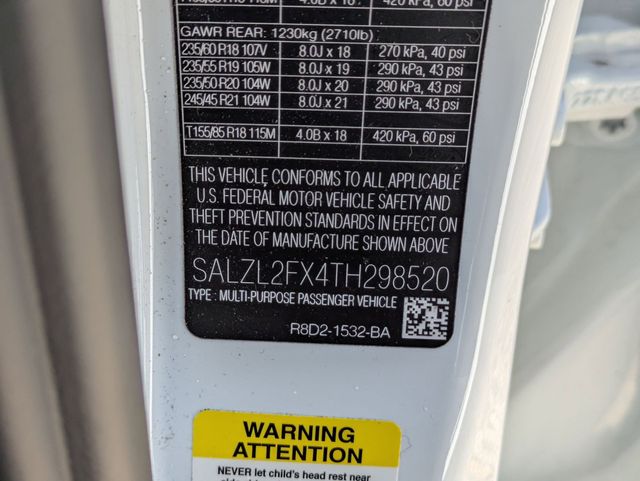 420 kPa, 60 psi
GAWR REAR: 1230kg (2710lb)
235/60 R18 107V 8.0J x 18 270 kPa, 40 psi
235/55 R19 105W 8.0J x 19 290 kPa, 43 psi
235/50 R20 104W 8.0J x 20 290 kPa, 43 psi
245/45 R21 104W 8.0J x 21 290 kPa, 43 psi
T155/85 R18 115M 4.0B x 18 420 kPa, 60 psi
THIS VEHICLE CONFORMS TO ALL APPLICABLE
U.S. FEDERAL MOTOR VEHICLE SAFETY AND
THEFT PREVENTION STANDARDS IN EFFECT ON
THE DATE OF MANUFACTURE SHOWN ABOVE
SALZL2FX4TH298520
TYPE : MULTI-PURPOSE PASSENGER VEHICLE
R8D2-1532-BA
WARNING
ATTENTION
NEVER let child's head rest near